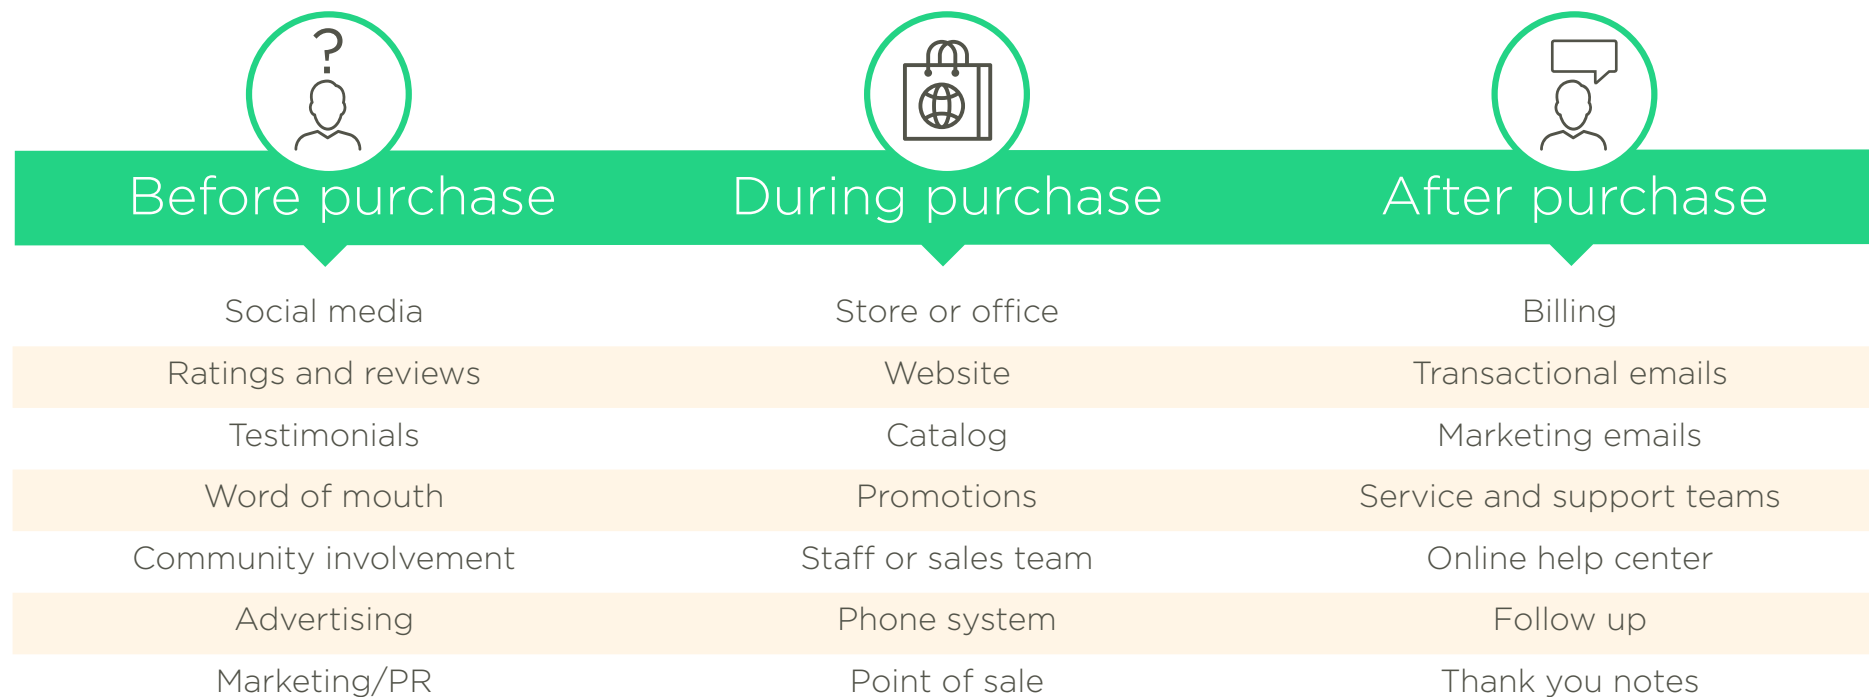 ?
Before purchase
During purchase
After purchase
Social media
Store or office
Billing
Ratings and reviews
Website
Transactional emails
Testimonials
Catalog
Marketing emails
Word of mouth
Promotions
Service and support teams
Community involvement
Staff or sales team
Online help center
Advertising
Phone system
Follow up
Marketing/PR
Point of sale
Thank you notes